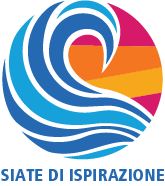 SIATE DI ISPIRAZIONE